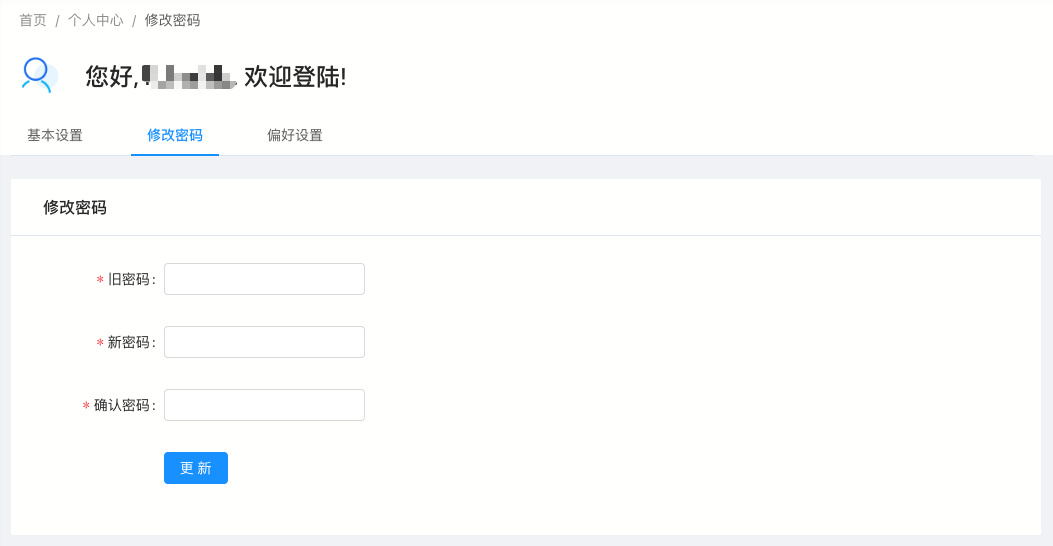 首页 / 个人中心 / 修改密码
您好, 欢迎登陆!
基本设置 修改密码 偏好设置
修改密码
* 旧密码:
* 新密码:
* 确认密码:
更 新